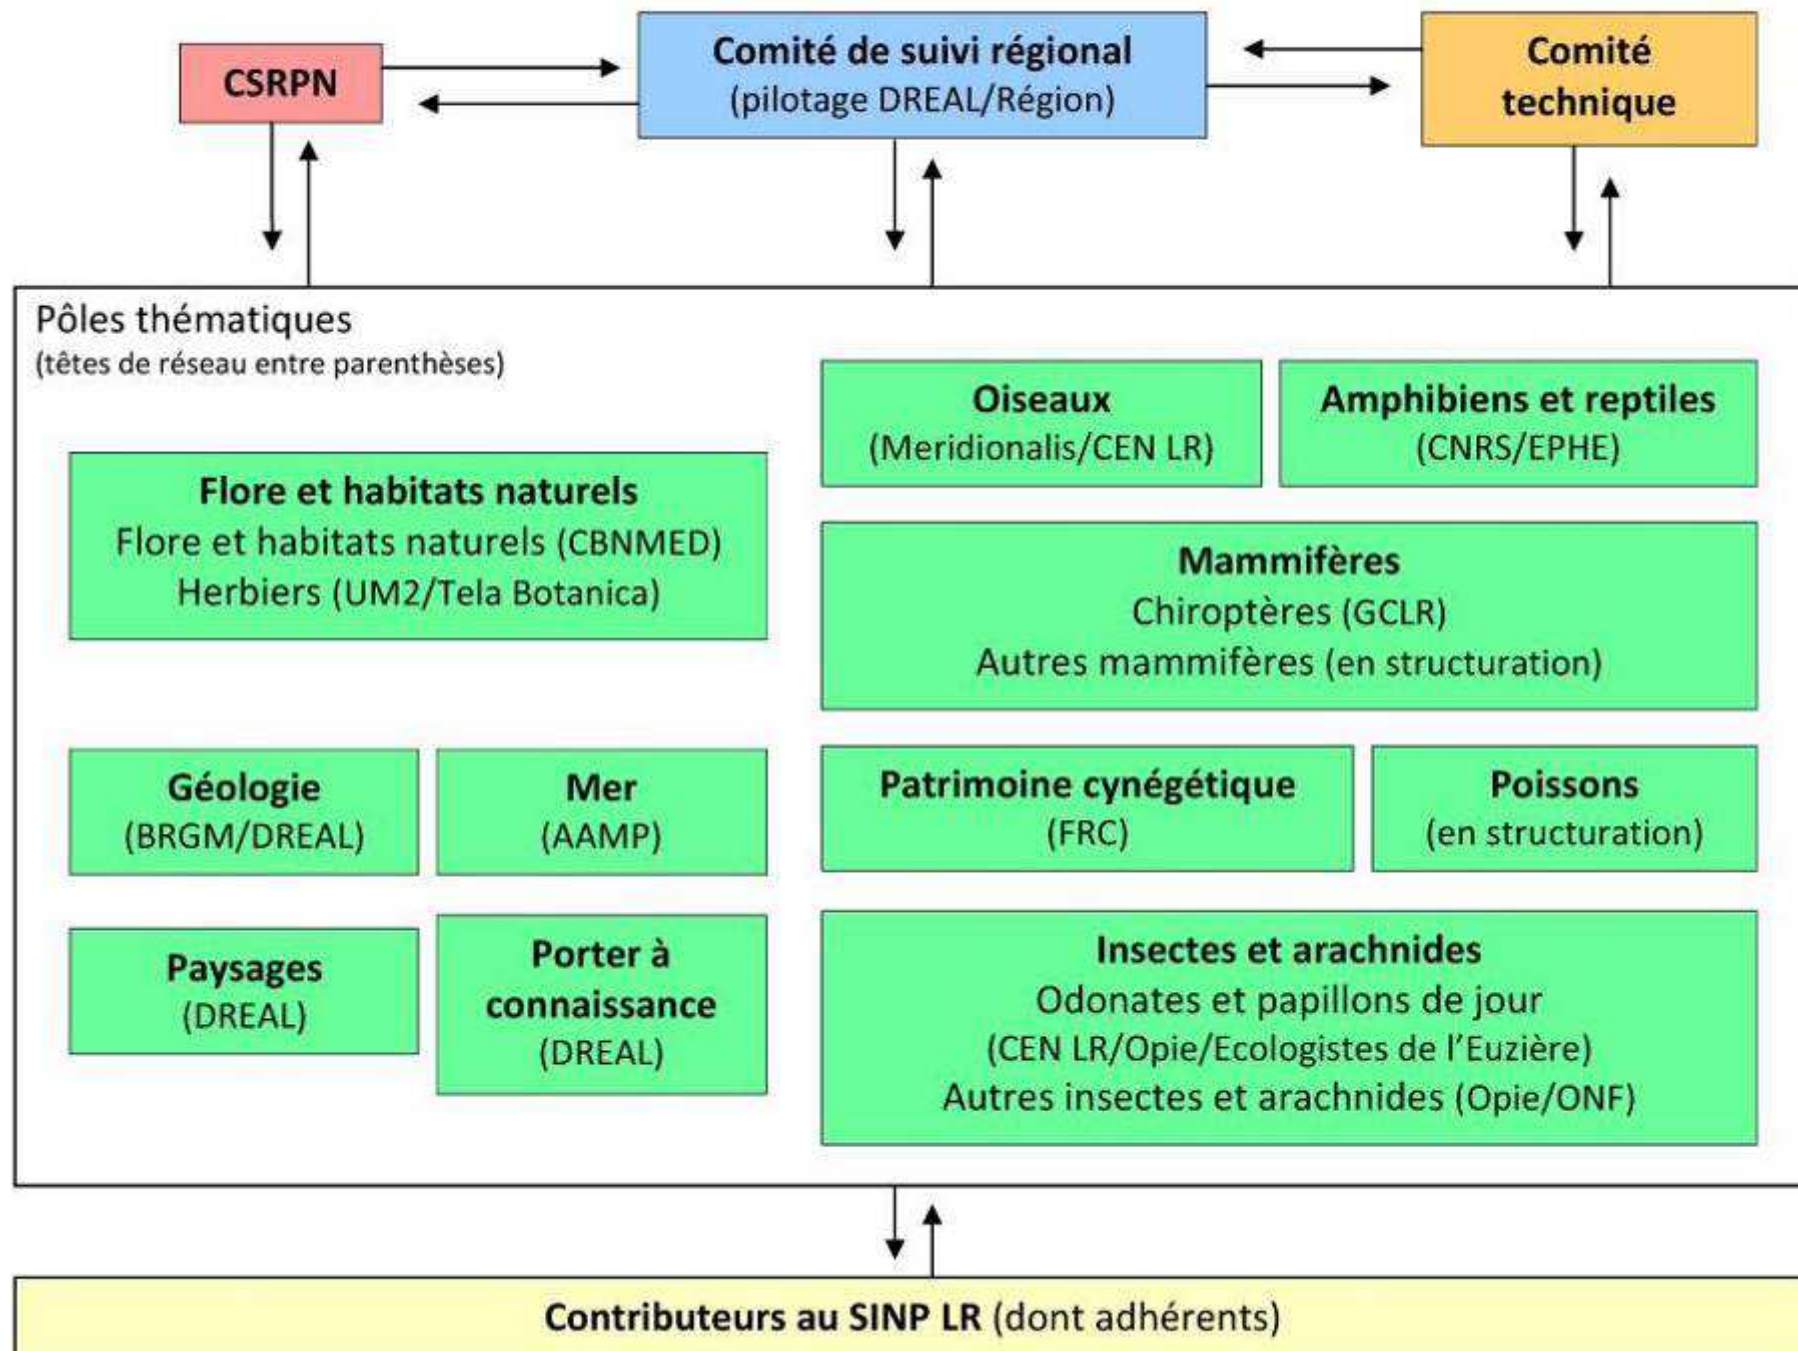 CSRPN
Comité de suivi régional
(pilotage DREAL/Région)
Comité
technique
Pôles thématiques
(têtes de réseau entre parenthèses)
Flore et habitats naturels
Flore et habitats naturels (CBNMED)
Herbiers (UM2/Tela Botanica)
Géologie
(BRGM/DREAL)
Mer
(AAMP)
Paysages
(DREAL)
Porter à
connaissance
(DREAL)
Oiseaux
(Meridionalis/CEN LR)
Amphibiens et reptiles
(CNRS/EPHE)
Mammifères
Chiroptères (GCLR)
Autres mammifères (en structuration)
Patrimoine cynégétique
(FRC)
Poissons
(en structuration)
Insectes et arachnides
Odonates et papillons de jour
(CEN LR/Opie/Ecologistes de l'Euzière)
Autres insectes et arachnides (Opie/ONF)
Contributeurs au SINP LR (dont adhérents)